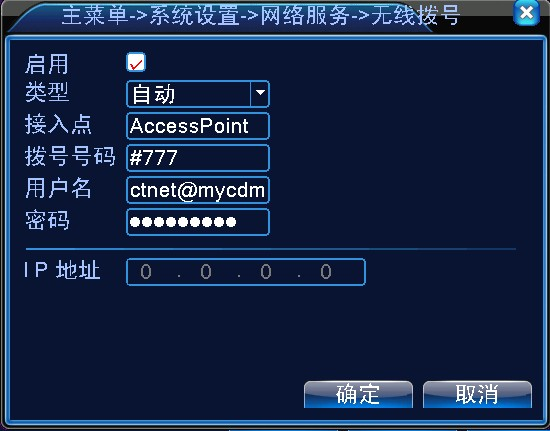 主菜单->系统设置->网络服务->无线拨号
启用
类型 自动
接入点 AccessPoint
拨号号码 #777
用户名 ctnet@mycdm
密码 ●●●●●●●●●
IP 地址 0 . 0 . 0 . 0
确定 取消